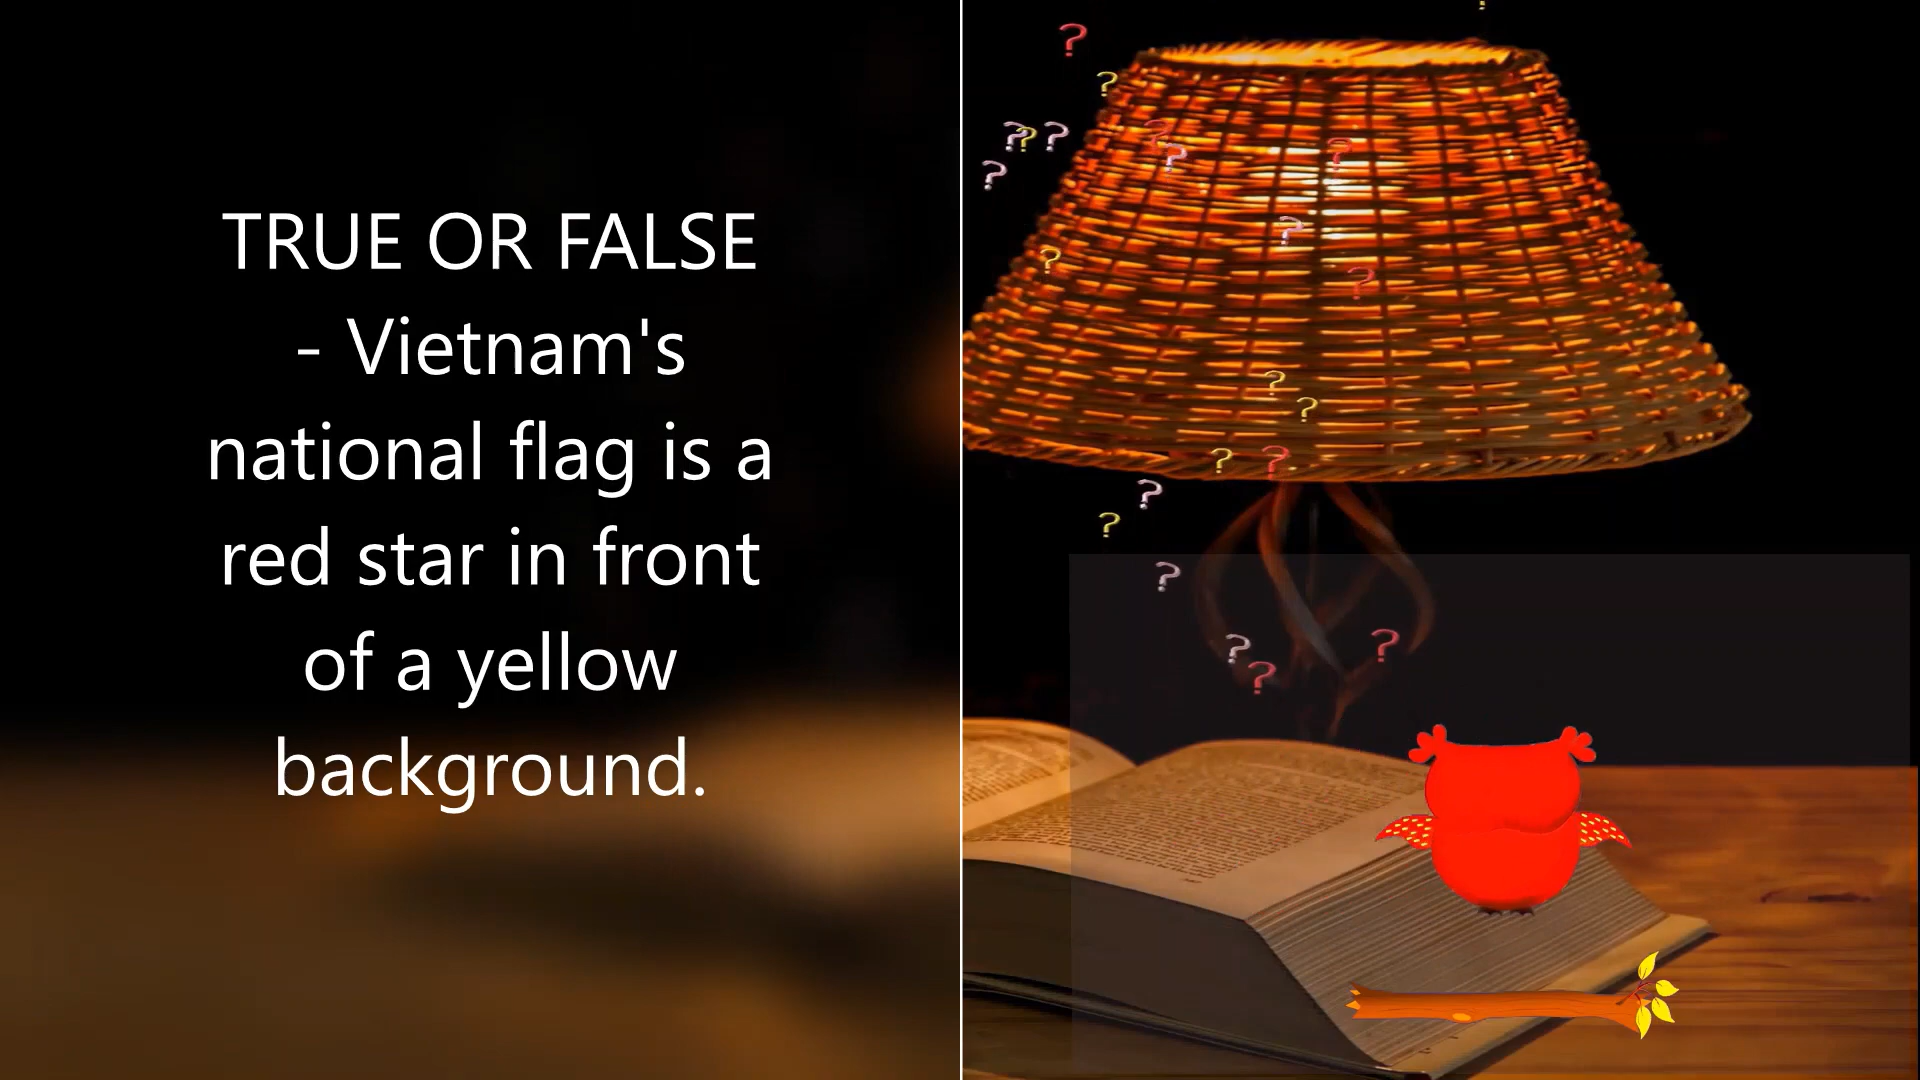 TRUE OR FALSE
- Vietnam's
national flag is a
red star in front
of a yellow
background.